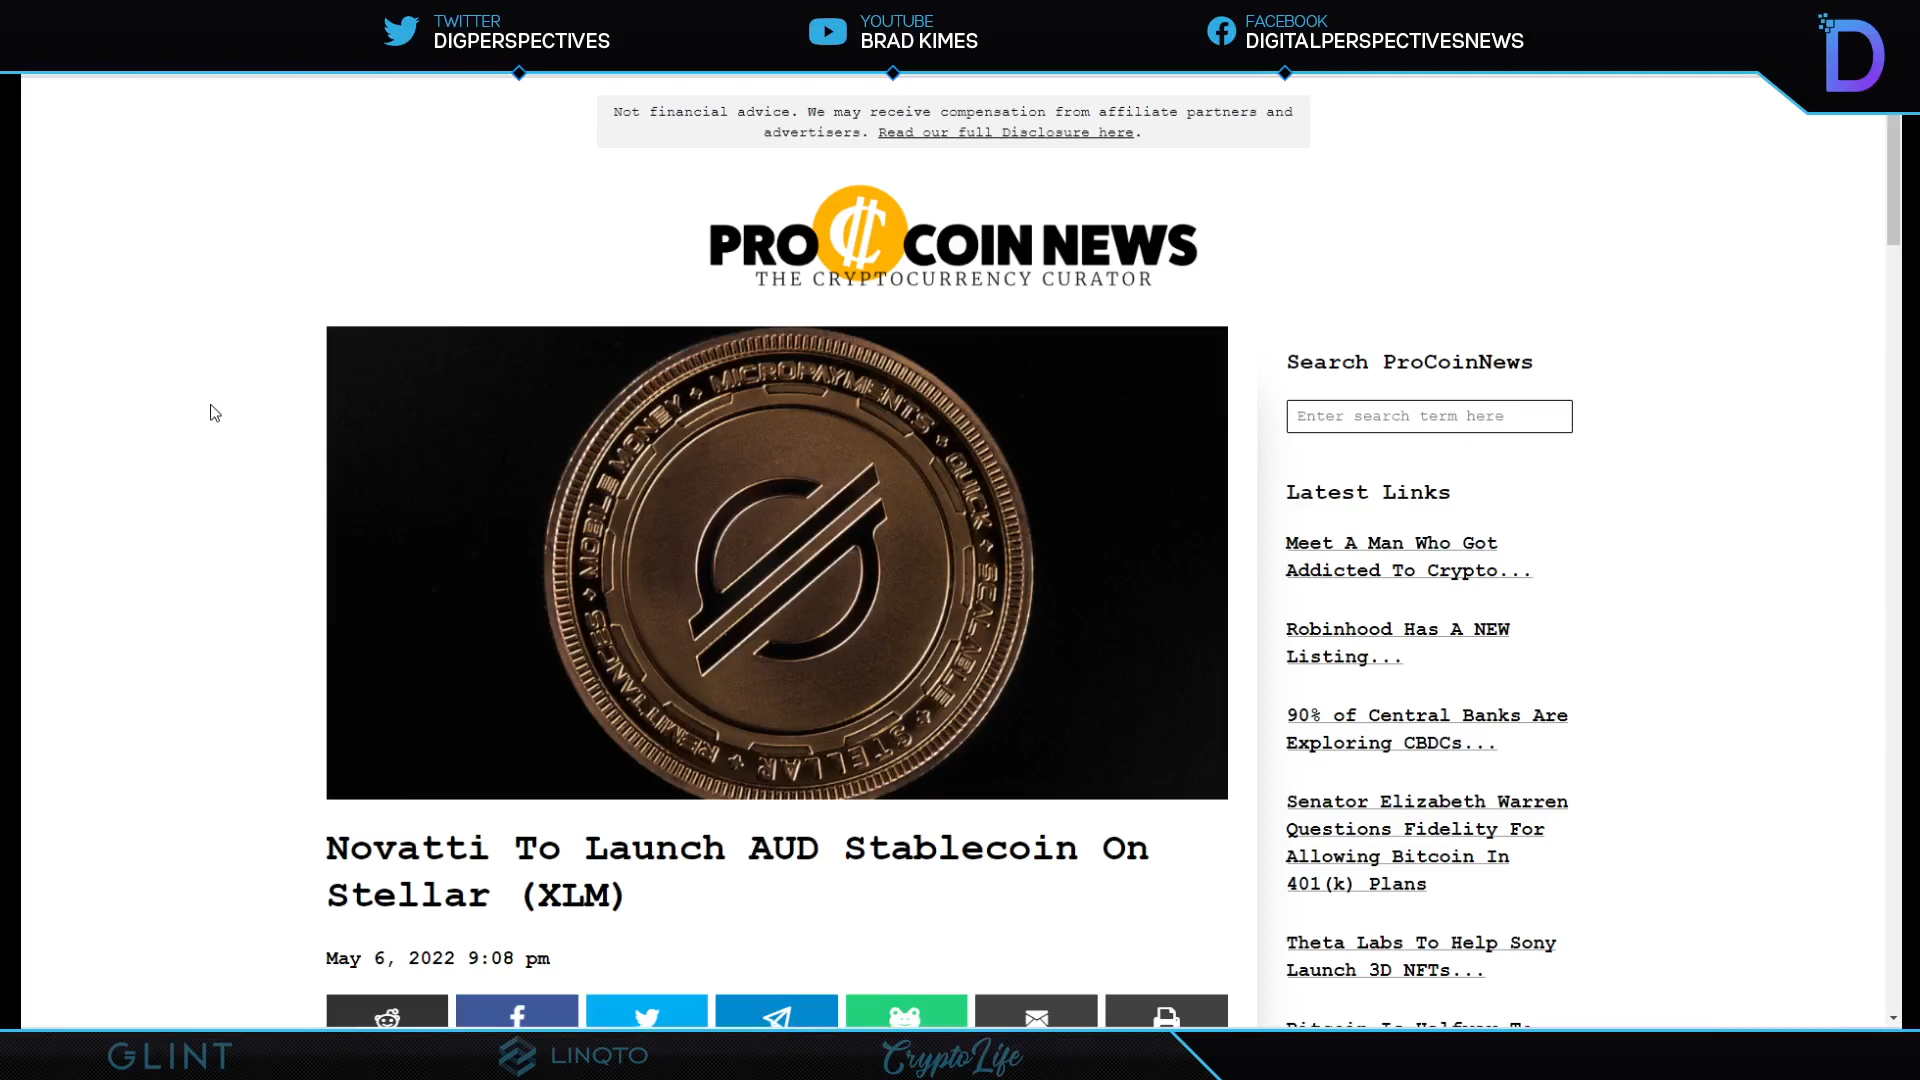 TWITTER
DIGPERSPECTIVES
YOUTUBE
BRAD KIMES
FACEBOOK
DIGITALPERSPECTIVESNEWS
D
Not financial advice. We may receive compensation from affiliate partners and
advertisers. Read our full Disclosure here.
PRO COIN NEWS
THE CRYPTOCURRENCY CURATOR
MOBILE MONEY MICROPAYMENTS QUICK SCALABLE STELLAR REMITTANCES
Novatti To Launch AUD Stablecoin On
Stellar (XLM)
May 6, 2022 9:08 pm
Search ProCoinNews
Enter search term here
Latest Links
Meet A Man Who Got
Addicted To Crypto...
Robinhood Has A NEW
Listing...
90% of Central Banks Are
Exploring CBDCs...
Senator Elizabeth Warren
Questions Fidelity For
Allowing Bitcoin In
401(k) Plans
Theta Labs To Help Sony
Launch 3D NFTs...
GLINT
LINQTO
CryptoLife